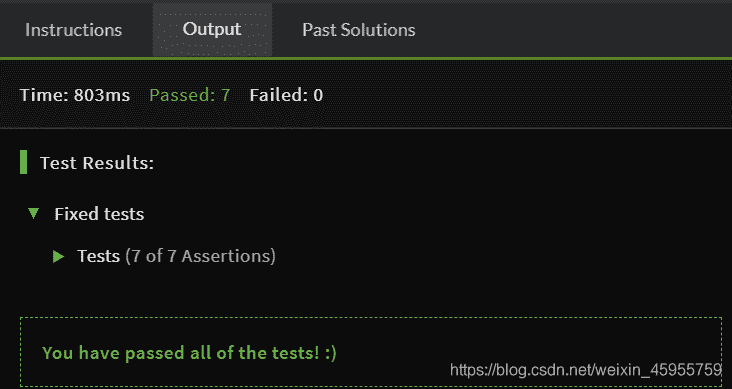 Instructions Output Past Solutions
Time: 803ms Passed: 7 Failed: 0
Test Results:
Fixed tests
Tests (7 of 7 Assertions)
You have passed all of the tests! :)
https://blog.csdn.net/weixin_45955759